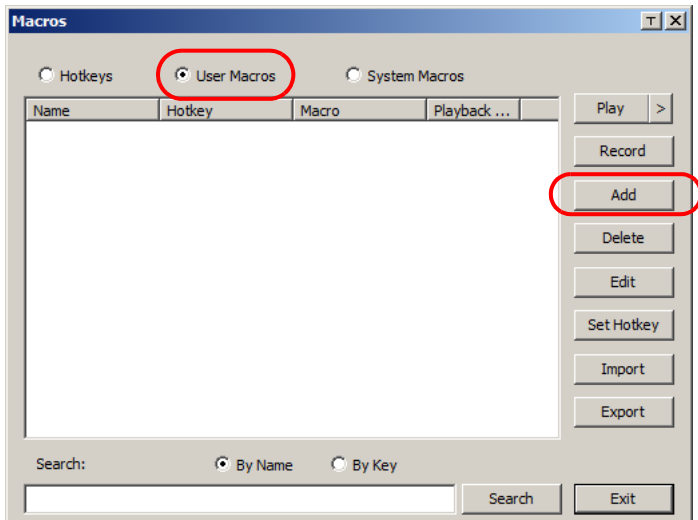 Macros
Hotkeys User Macros System Macros
Name Hotkey Macro Playback ...
Play >
Record
Add
Delete
Edit
Set Hotkey
Import
Export
Search: By Name By Key
Search Exit